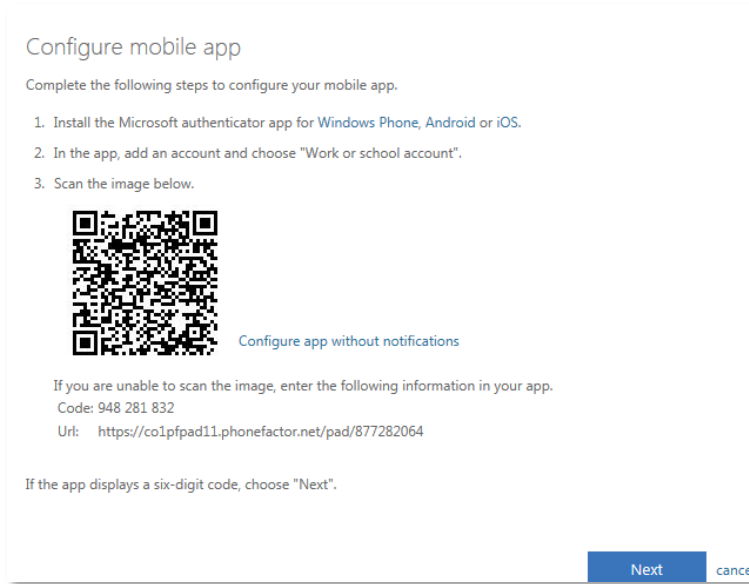 Configure mobile app
Complete the following steps to configure your mobile app.
1. Install the Microsoft authenticator app for Windows Phone, Android or iOS.
2. In the app, add an account and choose "Work or school account".
3. Scan the image below.
Configure app without notifications
If you are unable to scan the image, enter the following information in your app.
Code: 948 281 832
Url: https://co1pfpad11.phonefactor.net/pad/877282064
If the app displays a six-digit code, choose "Next".
Next cance